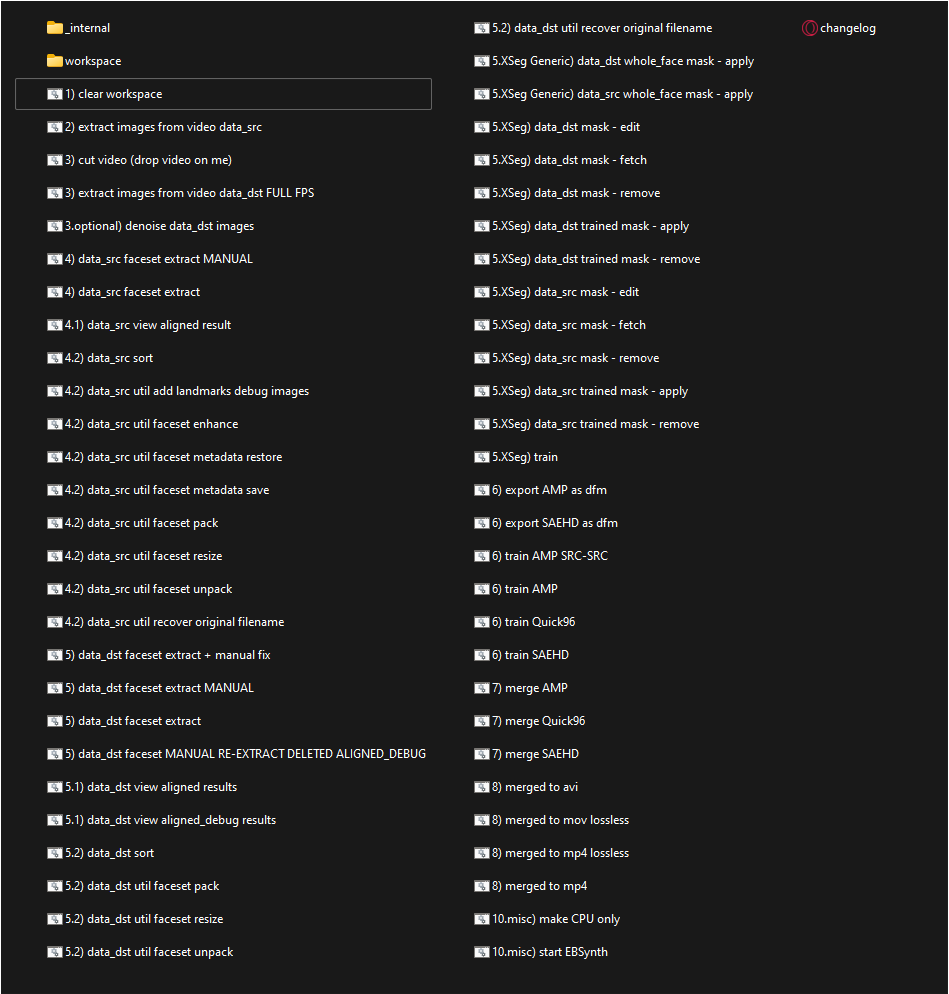 _internal
workspace
1) clear workspace
2) extract images from video data_src
3) cut video (drop video on me)
3) extract images from video data_dst FULL FPS
3.optional) denoise data_dst images
4) data_src faceset extract MANUAL
4) data_src faceset extract
4.1) data_src view aligned result
4.2) data_src sort
4.2) data_src util add landmarks debug images
4.2) data_src util faceset enhance
4.2) data_src util faceset metadata restore
4.2) data_src util faceset metadata save
4.2) data_src util faceset pack
4.2) data_src util faceset resize
4.2) data_src util faceset unpack
4.2) data_src util recover original filename
5) data_dst faceset extract + manual fix
5) data_dst faceset extract MANUAL
5) data_dst faceset extract
5) data_dst faceset MANUAL RE-EXTRACT DELETED ALIGNED_DEBUG
5.1) data_dst view aligned results
5.1) data_dst view aligned_debug results
5.2) data_dst sort
5.2) data_dst util faceset pack
5.2) data_dst util faceset resize
5.2) data_dst util faceset unpack
5.2) data_dst util recover original filename
5.XSeg Generic) data_dst whole_face mask - apply
5.XSeg Generic) data_src whole_face mask - apply
5.XSeg) data_dst mask - edit
5.XSeg) data_dst mask - fetch
5.XSeg) data_dst mask - remove
5.XSeg) data_dst trained mask - apply
5.XSeg) data_dst trained mask - remove
5.XSeg) data_src mask - edit
5.XSeg) data_src mask - fetch
5.XSeg) data_src mask - remove
5.XSeg) data_src trained mask - apply
5.XSeg) data_src trained mask - remove
5.XSeg) train
6) export AMP as dfm
6) export SAEHD as dfm
6) train AMP SRC-SRC
6) train AMP
6) train Quick96
6) train SAEHD
7) merge AMP
7) merge Quick96
7) merge SAEHD
8) merged to avi
8) merged to mov lossless
8) merged to mp4 lossless
8) merged to mp4
10.misc) make CPU only
10.misc) start EBSynth
changelog